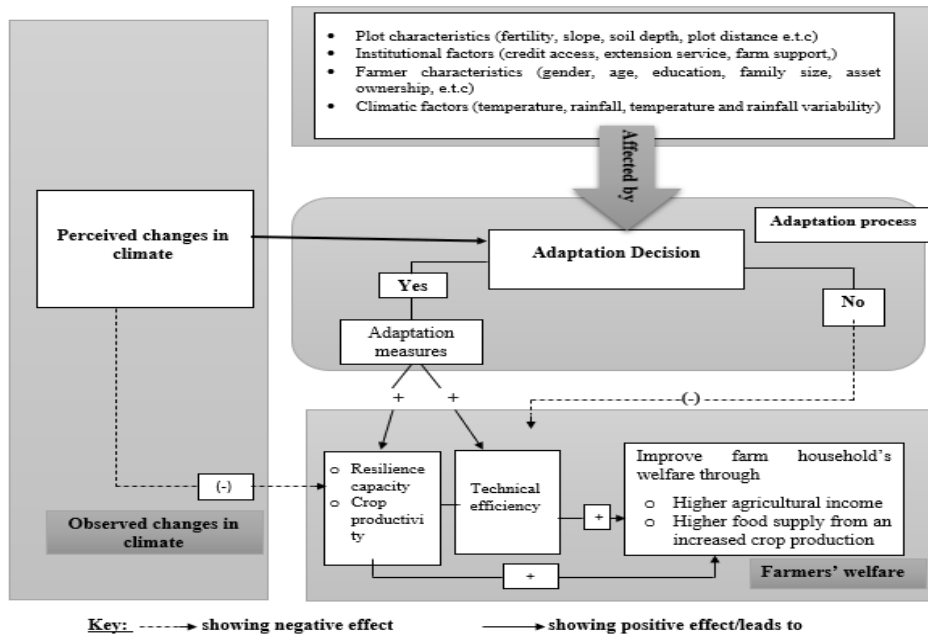 • Plot characteristics (fertility, slope, soil depth, plot distance e.t.c)
• Institutional factors (credit access, extension service, farm support,)
• Farmer characteristics (gender, age, education, family size, asset
ownership, e.t.c)
• Climatic factors (temperature, rainfall, temperature and rainfall variability)
Affected by
Adaptation process
Perceived changes in
climate
Adaptation Decision
Yes
No
Adaptation
measures
+
+
(-)
o Resilience
capacity
o Crop
productivi
ty
Technical
efficiency
+
Improve farm household's
welfare through
o Higher agricultural income
o Higher food supply from an
increased crop production
(-)
+
Observed changes in
climate
Farmers' welfare
Key: showing negative effect showing positive effect/leads to